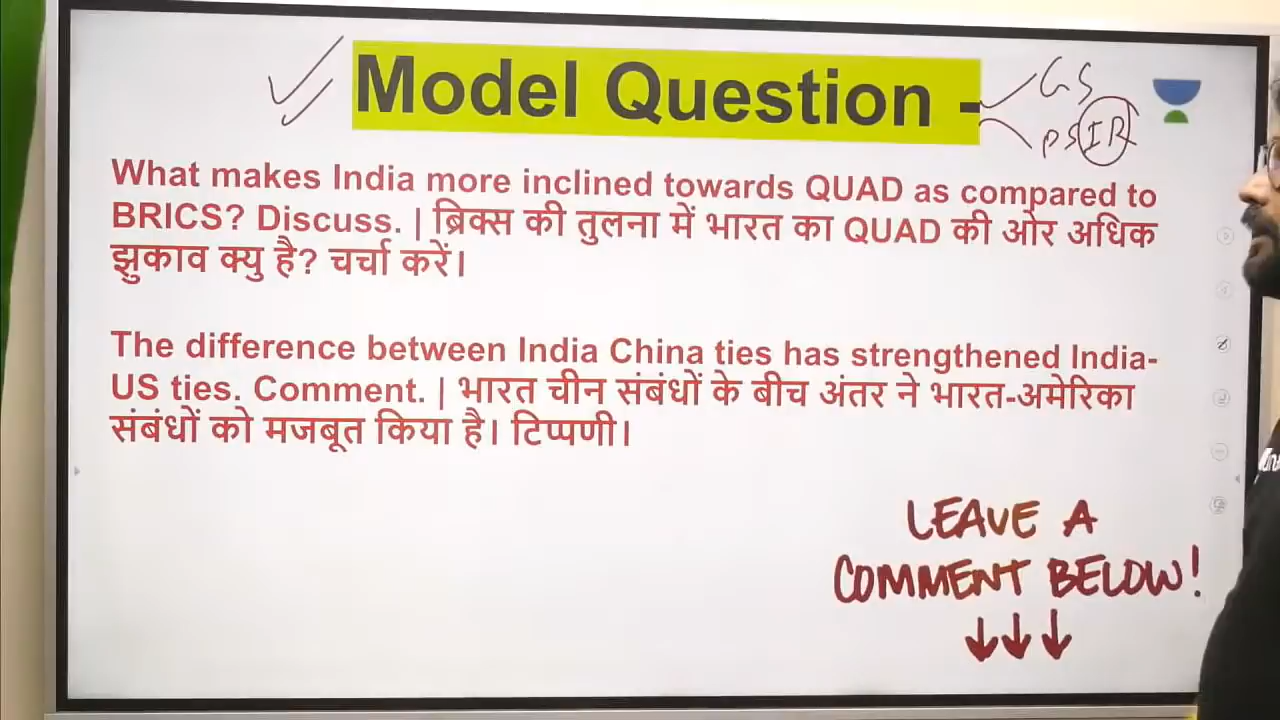 Model Question -
GS
PSIR
What makes India more inclined towards QUAD as compared to
BRICS? Discuss. | ब्रिक्स की तुलना में भारत का QUAD की ओर अधिक
झुकाव क्यु है? चर्चा करें।
The difference between India China ties has strengthened India-
US ties. Comment. | भारत चीन संबंधों के बीच अंतर ने भारत-अमेरिका
संबंधों को मजबूत किया है। टिप्पणी।
LEAVE A
COMMENT BELOW!